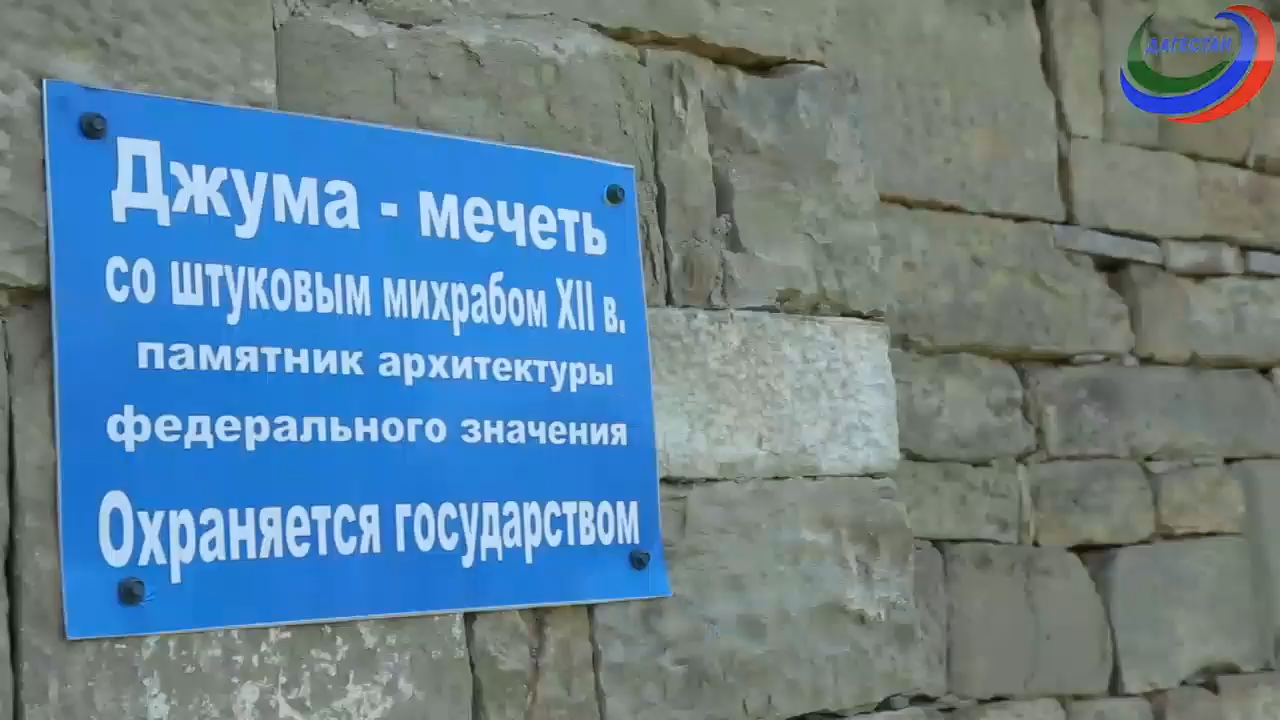 ДАГЕСТАН
Джума - мечеть
со штуковым михрабом XII в.
памятник архитектуры
федерального значения
Охраняется государством